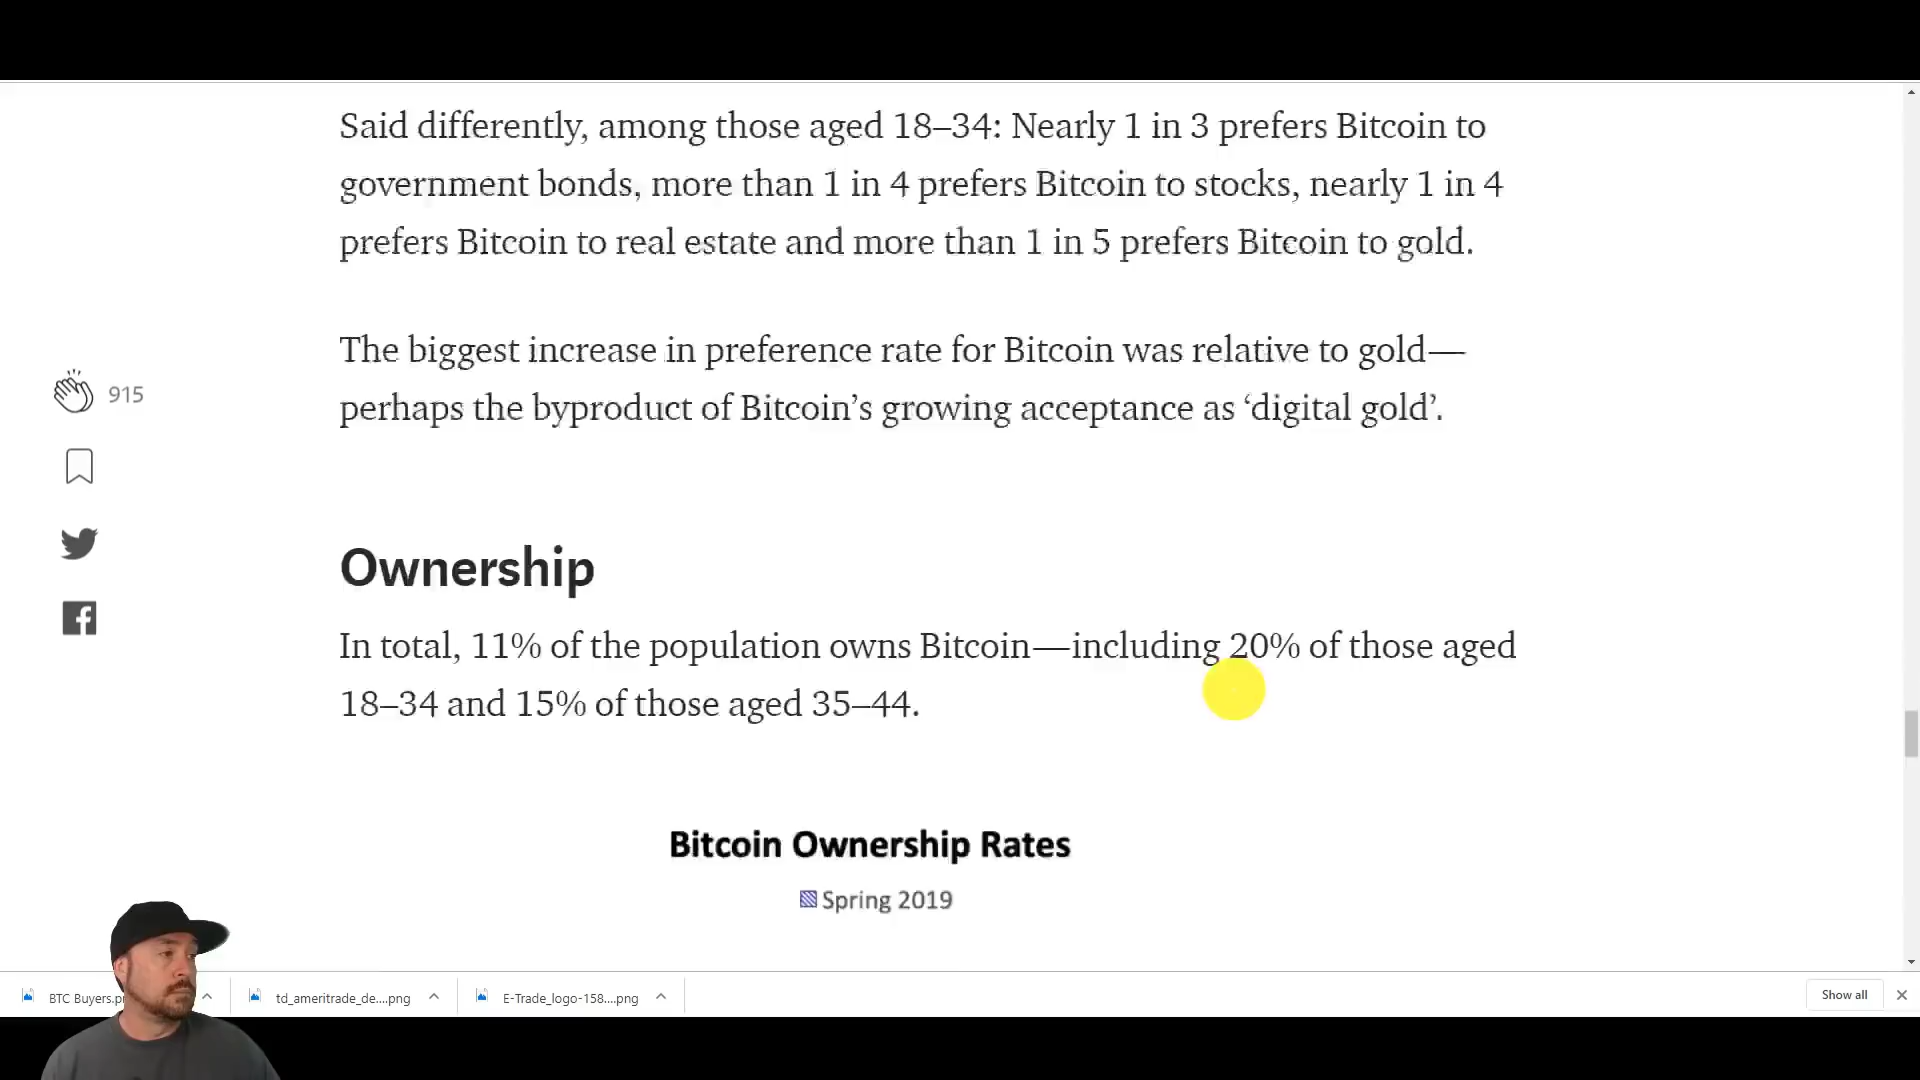 Said differently, among those aged 18–34: Nearly 1 in 3 prefers Bitcoin to
government bonds, more than 1 in 4 prefers Bitcoin to stocks, nearly 1 in 4
prefers Bitcoin to real estate and more than 1 in 5 prefers Bitcoin to gold.
The biggest increase in preference rate for Bitcoin was relative to gold—
perhaps the byproduct of Bitcoin’s growing acceptance as ‘digital gold’.
915
Ownership
In total, 11% of the population owns Bitcoin—including 20% of those aged
18–34 and 15% of those aged 35–44.
Bitcoin Ownership Rates
Spring 2019
BTC Buyers.p
td_ameritrade_de....png
E-Trade_logo-158....png
Show all